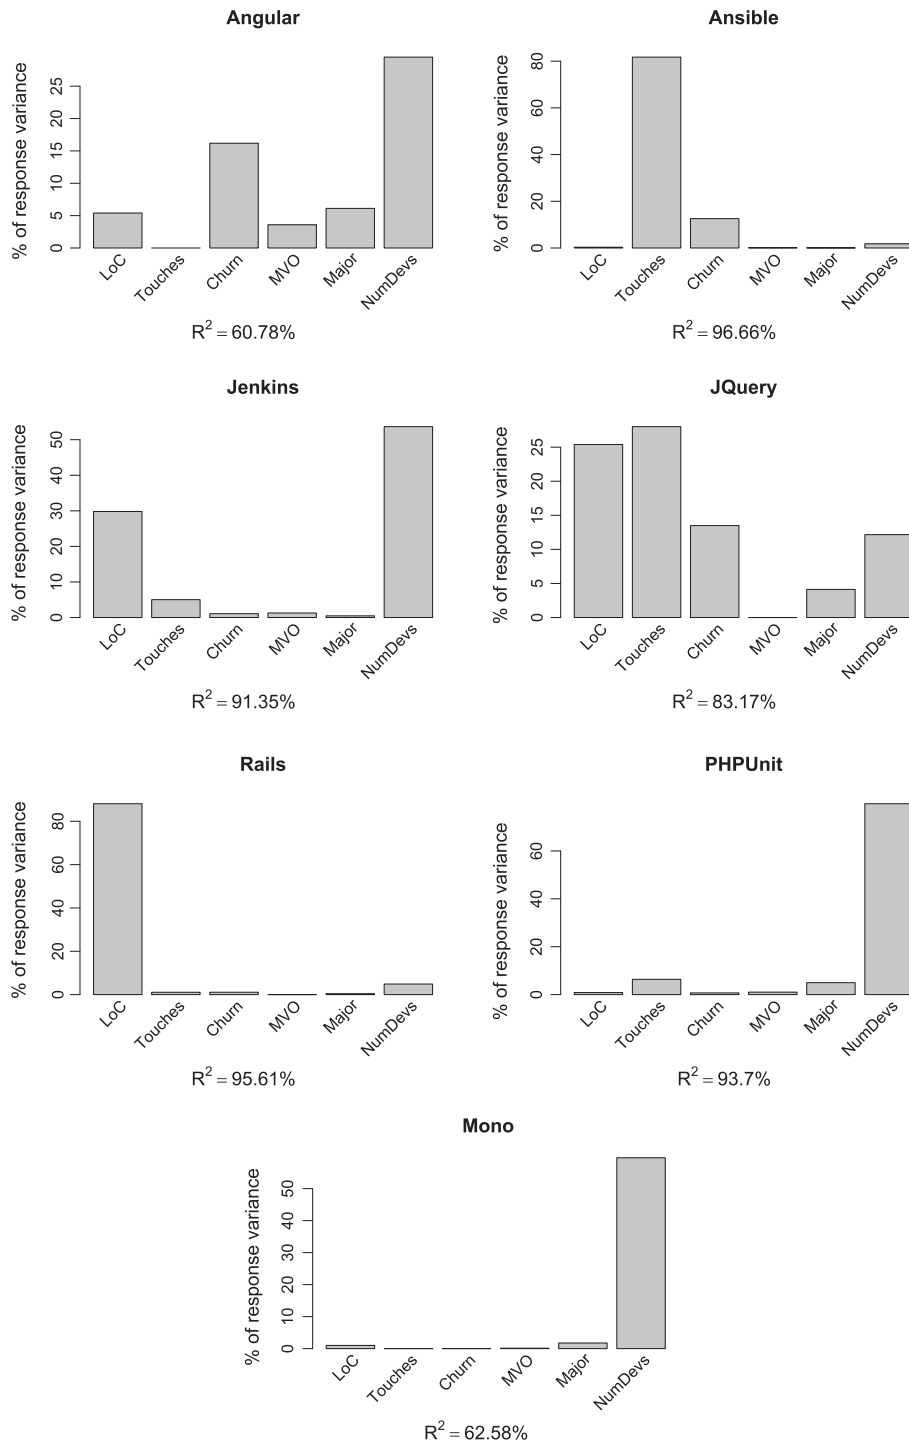 Angular
% of response variance
25
20
15
10
5
0
LoC
Touches
Churn
MVO
Major
NumDevs
R² = 60.78%
Ansible
% of response variance
80
60
40
20
0
LoC
Touches
Churn
MVO
Major
NumDevs
R² = 96.66%
Jenkins
% of response variance
50
40
30
20
10
0
LoC
Touches
Churn
MVO
Major
NumDevs
R² = 91.35%
JQuery
% of response variance
25
20
15
10
5
0
LoC
Touches
Churn
MVO
Major
NumDevs
R² = 83.17%
Rails
% of response variance
80
60
40
20
0
LoC
Touches
Churn
MVO
Major
NumDevs
R² = 95.61%
PHPUnit
% of response variance
60
40
20
0
LoC
Touches
Churn
MVO
Major
NumDevs
R² = 93.7%
Mono
% of response variance
50
40
30
20
10
0
LoC
Touches
Churn
MVO
Major
NumDevs
R² = 62.58%